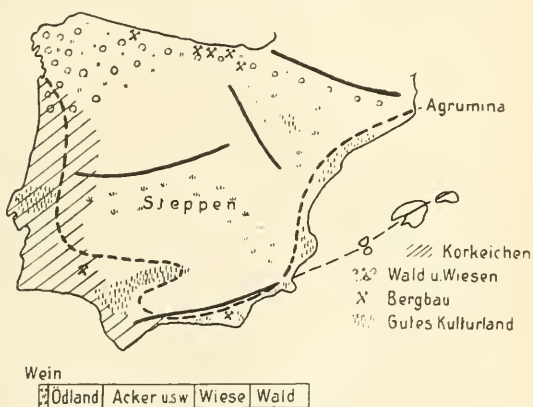 Agrumina
Steppen
Korkeichen
Wald u. Wiesen
Bergbau
Gutes Kulturland
Wein
Ödland Acker usw Wiese Wald